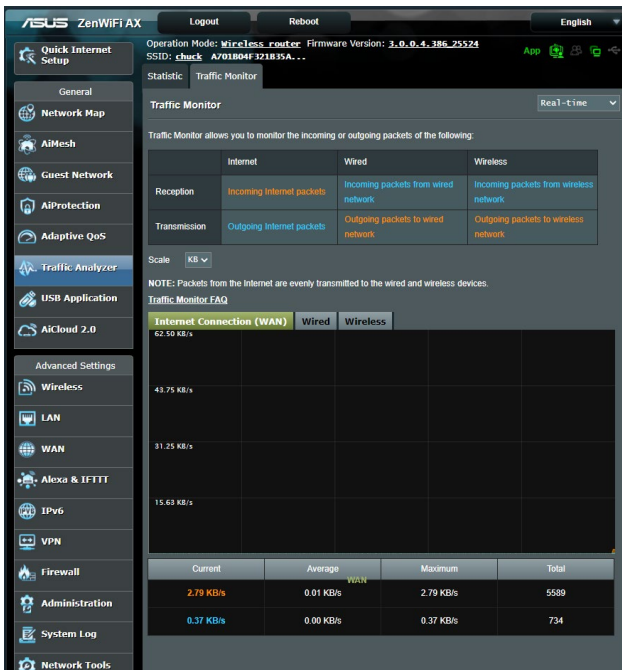 ASUS ZenWiFi AX
Logout
Reboot
English
Quick Internet
Setup
Operation Mode: Wireless router Firmware Version: 3.0.0.4.386_25524
SSID: chuck A701B04F321B35A...
App
Statistic
Traffic Monitor
General
Network Map
AiMesh
Guest Network
AiProtection
Adaptive QoS
Traffic Analyzer
USB Application
AiCloud 2.0
Advanced Settings
Wireless
LAN
WAN
Alexa & IFTTT
IPv6
VPN
Firewall
Administration
System Log
Network Tools
Traffic Monitor
Real-time
Traffic Monitor allows you to monitor the incoming or outgoing packets of the following:
Internet Wired Wireless
Reception
Incoming Internet packets
Incoming packets from wired
network
Incoming packets from wireless
network
Transmission
Outgoing Internet packets
Outgoing packets to wired
network
Outgoing packets to wireless
network
Scale KB
NOTE: Packets from the Internet are evenly transmitted to the wired and wireless devices.
Traffic Monitor FAQ
Internet Connection (WAN) Wired Wireless
62.50 KB/s
43.75 KB/s
31.25 KB/s
15.63 KB/s
Current Average Maximum Total
WAN
2.79 KB/s 0.01 KB/s 2.79 KB/s 5589
0.37 KB/s 0.00 KB/s 0.37 KB/s 734